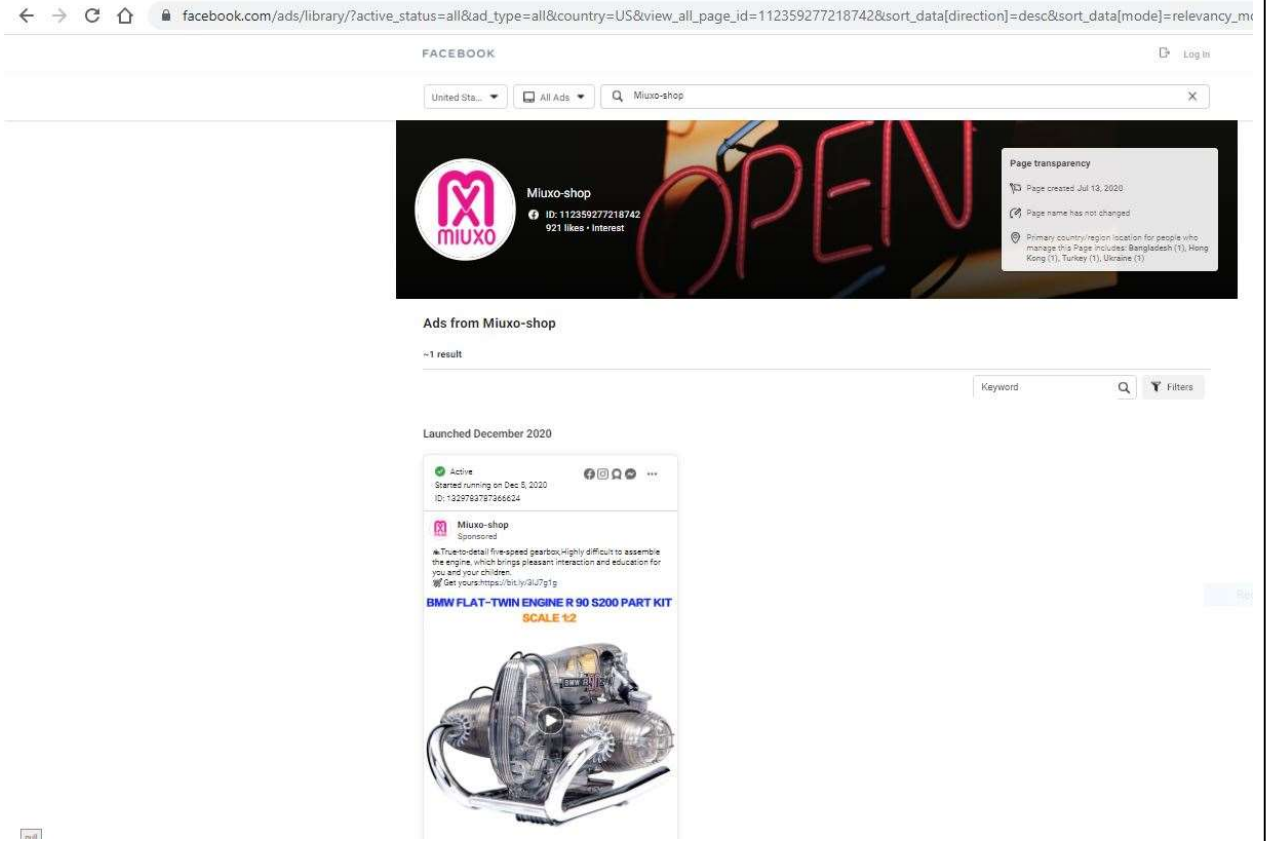 facebook.com/ads/library/?active_status=all&ad_type=all&country=US&view_all_page_id=112359277218742&sort_data[direction]=desc&sort_data[mode]=relevancy_mo
FACEBOOK
Log In
United Sta...
All Ads
Miuxo-shop
OPEN
MIUXO
Miuxo-shop
ID: 112359277218742
921 likes • Interest
Page transparency
Page created Jul 13, 2020
Page name has not changed
Primary country/region location for people who
manage this Page includes: Bangladesh (1), Hong
Kong (1), Turkey (1), Ukraine (1)
Ads from Miuxo-shop
~1 result
Keyword
Filters
Launched December 2020
Active
Started running on Dec 5, 2020
ID: 1329783787366624
Miuxo-shop
Sponsored
True-to-detail five-speed gearbox,Highly difficult to assemble
the engine, which brings pleasant interaction and education for
you and your children.
Get yours:https://bit.ly/3lJ7g1g
BMW FLAT-TWIN ENGINE R 90 S200 PART KIT
SCALE 1:2
BMW
null